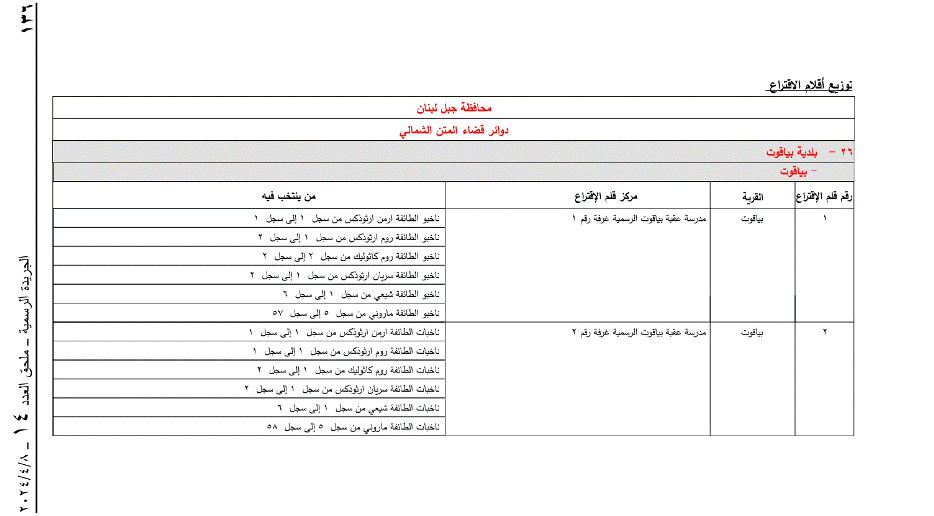 ١٣٦
توزيع أقلام الاقتراع
محافظة جبل لبنان
دوائر قضاء المتن الشمالي
٢٦ - بلدية بياقوت
- بياقوت
رقم قلم الإقتراع القرية مركز قلم الإقتراع من ينتخب فيه
١ بياقوت مدرسة عقبة بياقوت الرسمية غرفة رقم ١ ناخبو الطائفة ارمن ارثوذكس من سجل ١ إلى سجل ١
ناخبو الطائفة روم ارثوذكس من سجل ١ إلى سجل ٢
ناخبو الطائفة روم كاثوليك من سجل ٢ إلى سجل ٢
ناخبو الطائفة سريان ارثوذكس من سجل ١ إلى سجل ٢
ناخبو الطائفة شيعي من سجل ١ إلى سجل ٦
ناخبو الطائفة ماروني من سجل ٥ إلى سجل ٥٧
٢ بياقوت مدرسة عقبة بياقوت الرسمية غرفة رقم ٢ ناخبات الطائفة ارمن ارثوذكس من سجل ١ إلى سجل ١
ناخبات الطائفة روم ارثوذكس من سجل ١ إلى سجل ١
ناخبات الطائفة روم كاثوليك من سجل ١ إلى سجل ٢
ناخبات الطائفة سريان ارثوذكس من سجل ١ إلى سجل ٢
ناخبات الطائفة شيعي من سجل ١ إلى سجل ٦
ناخبات الطائفة ماروني من سجل ٥ إلى سجل ٥٨
الجريدة الرسمية – ملحق العدد ١٤ – ٢٠٢٤/٤/٨